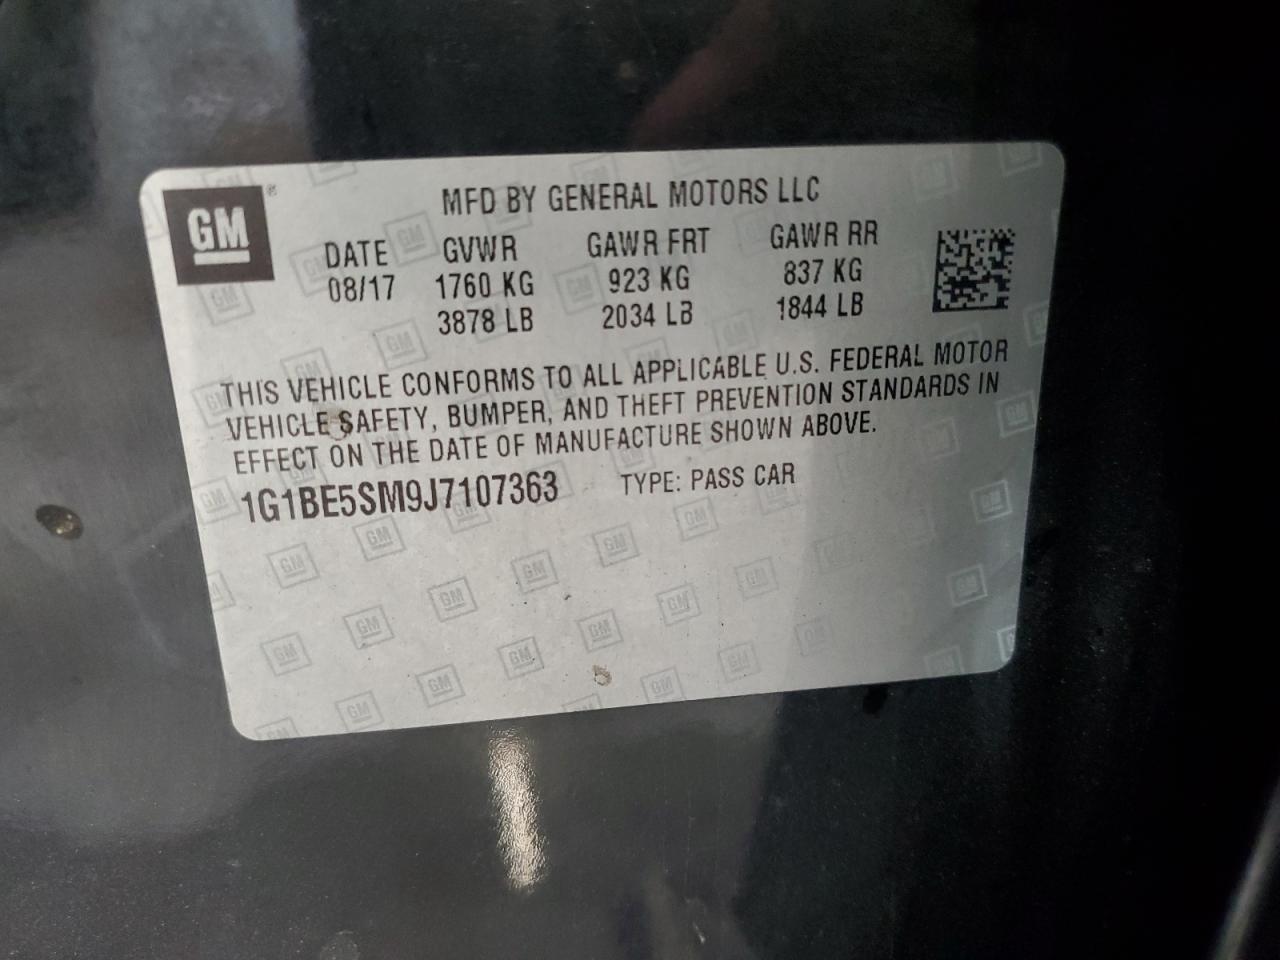 GM ®
MFD BY GENERAL MOTORS LLC
DATE GVWR GAWR FRT GAWR RR
08/17 1760 KG 923 KG 837 KG
3878 LB 2034 LB 1844 LB
THIS VEHICLE CONFORMS TO ALL APPLICABLE U.S. FEDERAL MOTOR
VEHICLE SAFETY, BUMPER, AND THEFT PREVENTION STANDARDS IN
EFFECT ON THE DATE OF MANUFACTURE SHOWN ABOVE.
1G1BE5SM9J7107363 TYPE: PASS CAR